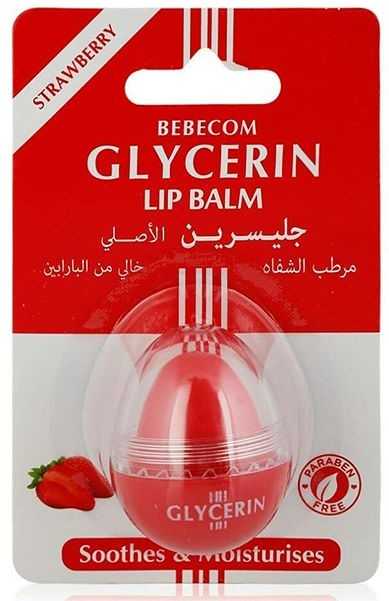 STRAWBERRY
BEBECOM
GLYCERIN
LIP BALM
جليسرين الأصلي
مرطب الشفاه خالي من البارابين
GLYCERIN
PARABEN
FREE
Soothes & Moisturises